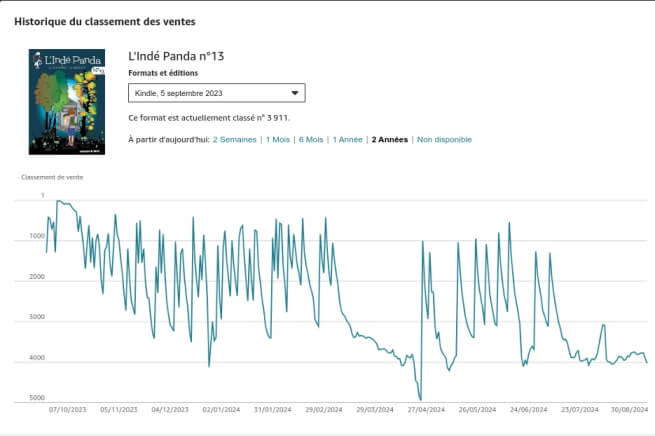 Historique du classement des ventes
L'Indé Panda
N°13
L'Indé Panda n°13
Formats et éditions
Kindle, 5 septembre 2023
Ce format est actuellement classé n° 3 911.
À partir d'aujourd'hui: 2 Semaines | 1 Mois | 6 Mois | 1 Année | 2 Années | Non disponible
Classement de vente
1
1000
2000
3000
4000
5000
07/10/2023 05/11/2023 04/12/2023 02/01/2024 31/01/2024 29/02/2024 29/03/2024 27/04/2024 26/05/2024 24/06/2024 23/07/2024 30/08/2024